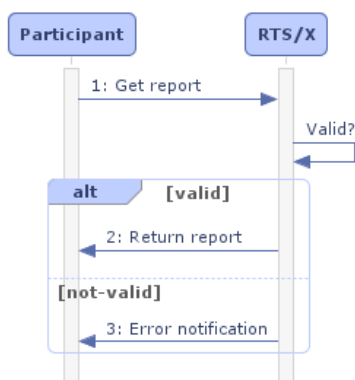 Participant
RTS/X
1: Get report
Valid?
alt
[valid]
2: Return report
[not-valid]
3: Error notification